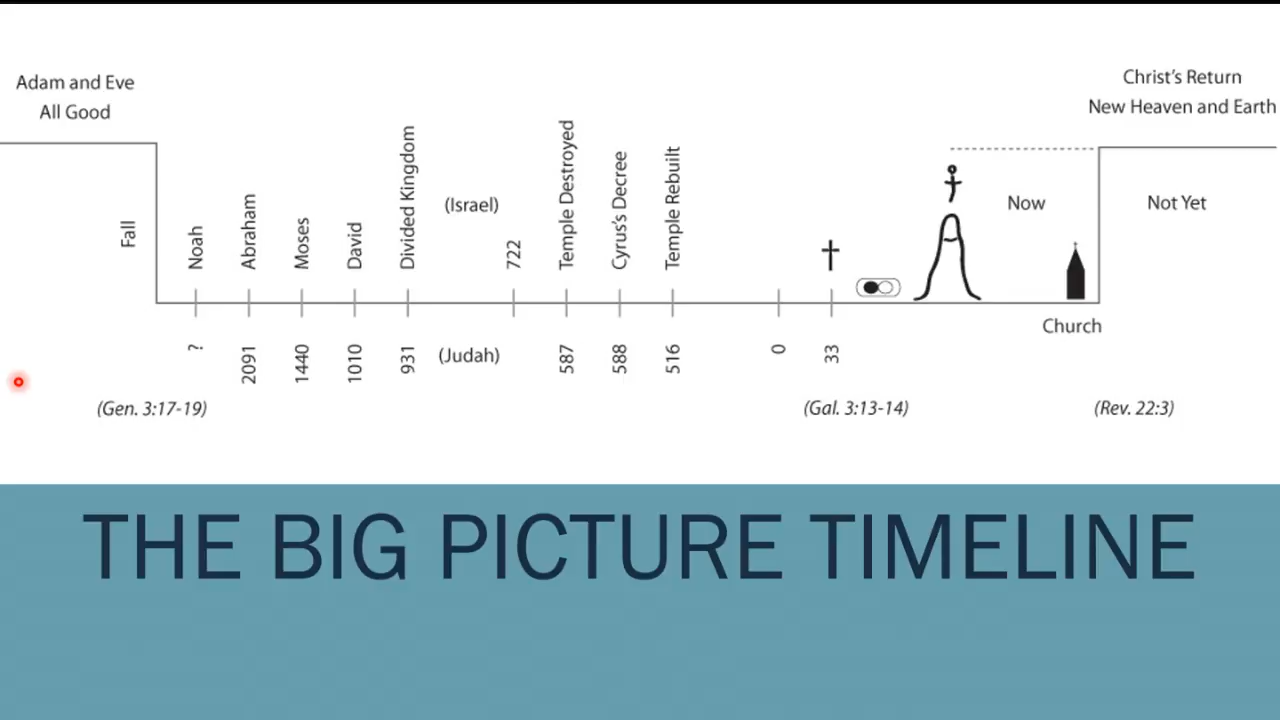 Adam and Eve
All Good
Christ's Return
New Heaven and Earth
Fall
Noah
Abraham
Moses
David
Divided Kingdom
(Israel)
722
Temple Destroyed
Cyrus's Decree
Temple Rebuilt
Now
Not Yet
Church
?
2091
1440
1010
931
(Judah)
587
588
516
0
33
(Gen. 3:17-19)
(Gal. 3:13-14)
(Rev. 22:3)
THE BIG PICTURE TIMELINE